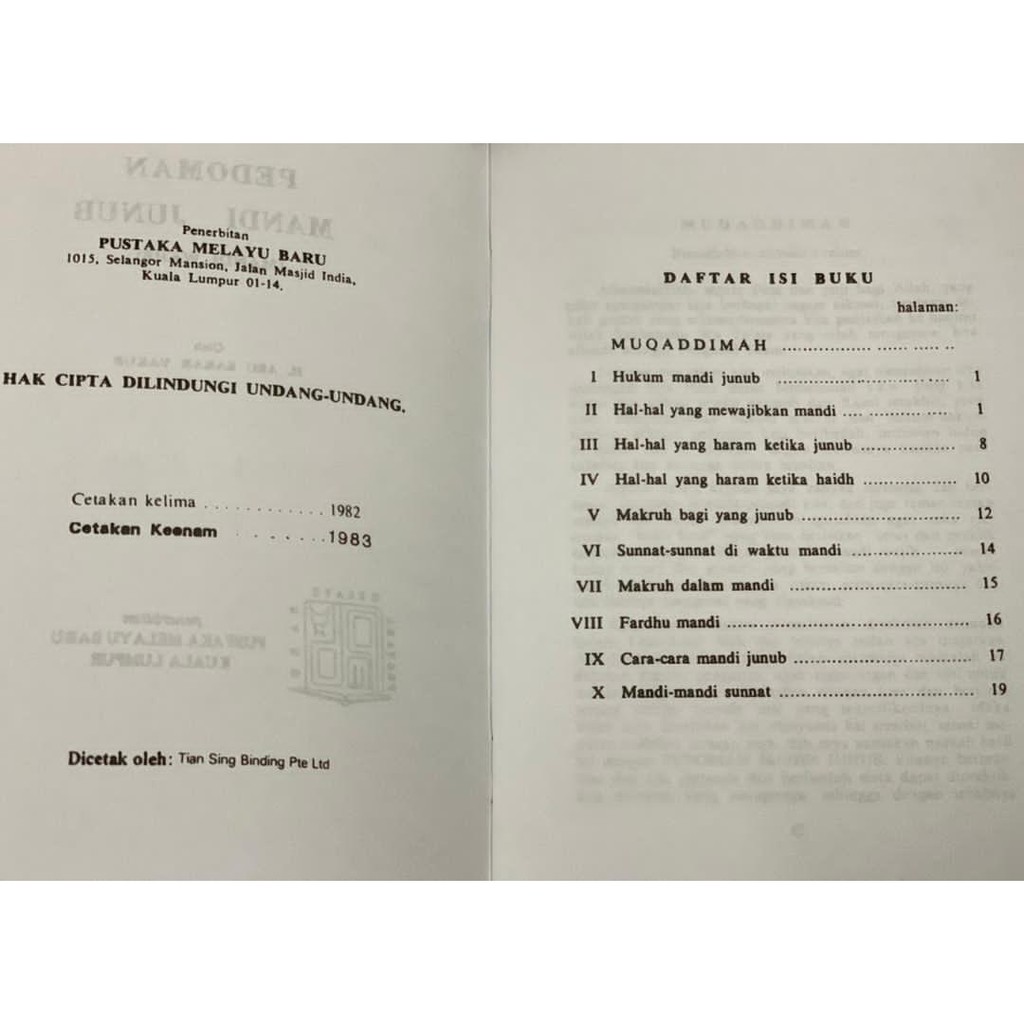 Penerbitan
PUSTAKA MELAYU BARU
1015, Selangor Mansion, Jalan Masjid India,
Kuala Lumpur 01-14.
HAK CIPTA DILINDUNGI UNDANG-UNDANG.
Cetakan kelima . . . . . . . . . . . . 1982
Cetakan Keenam . . . . . . . 1983
Dicetak oleh: Tian Sing Binding Pte Ltd
DAFTAR ISI BUKU
halaman:
MUQADDIMAH ..............................
I Hukum mandi junub .............................. 1
II Hal-hal yang mewajibkan mandi .................. 1
III Hal-hal yang haram ketika junub .................. 8
IV Hal-hal yang haram ketika haidh .................. 10
V Makruh bagi yang junub .............................. 12
VI Sunnat-sunnat di waktu mandi ..................... 14
VII Makruh dalam mandi .................................. 15
VIII Fardhu mandi .............................................. 16
IX Cara-cara mandi junub ................................. 17
X Mandi-mandi sunnat ..................................... 19